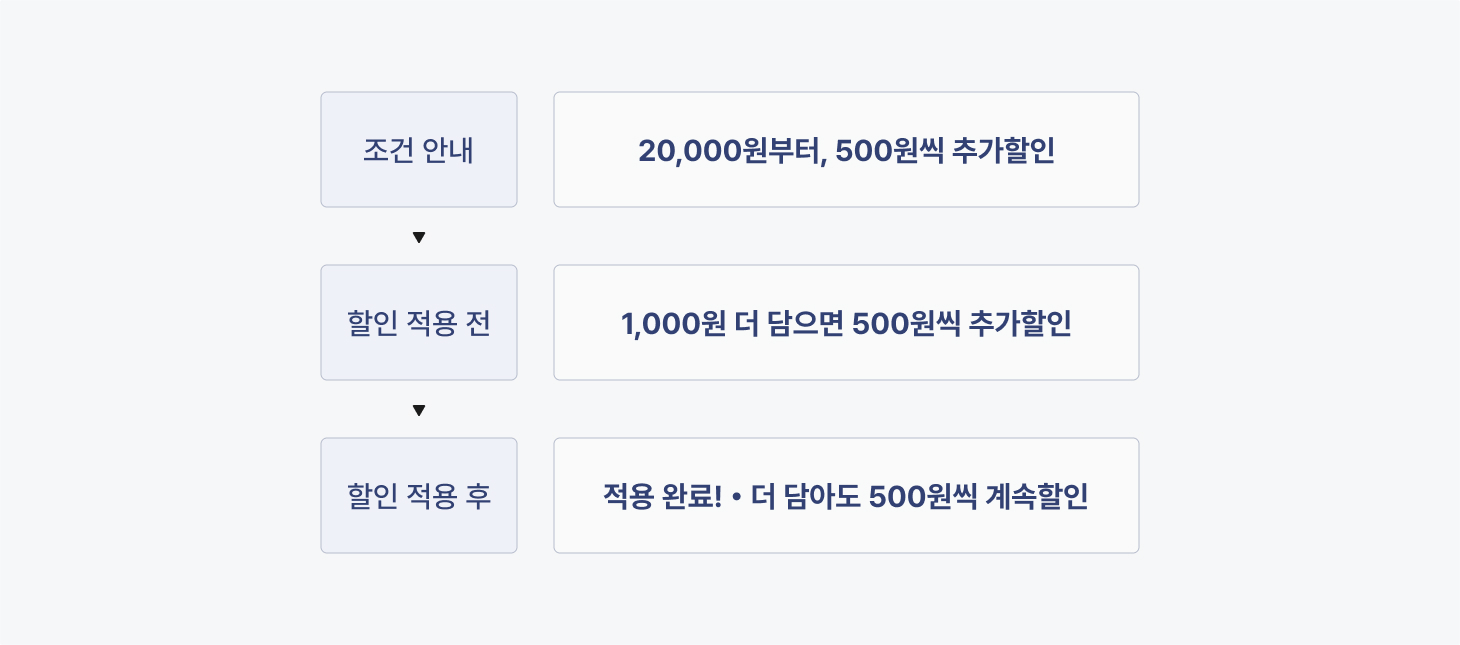 조건 안내
20,000원부터, 500원씩 추가할인
할인 적용 전
1,000원 더 담으면 500원씩 추가할인
할인 적용 후
적용 완료! • 더 담아도 500원씩 계속할인